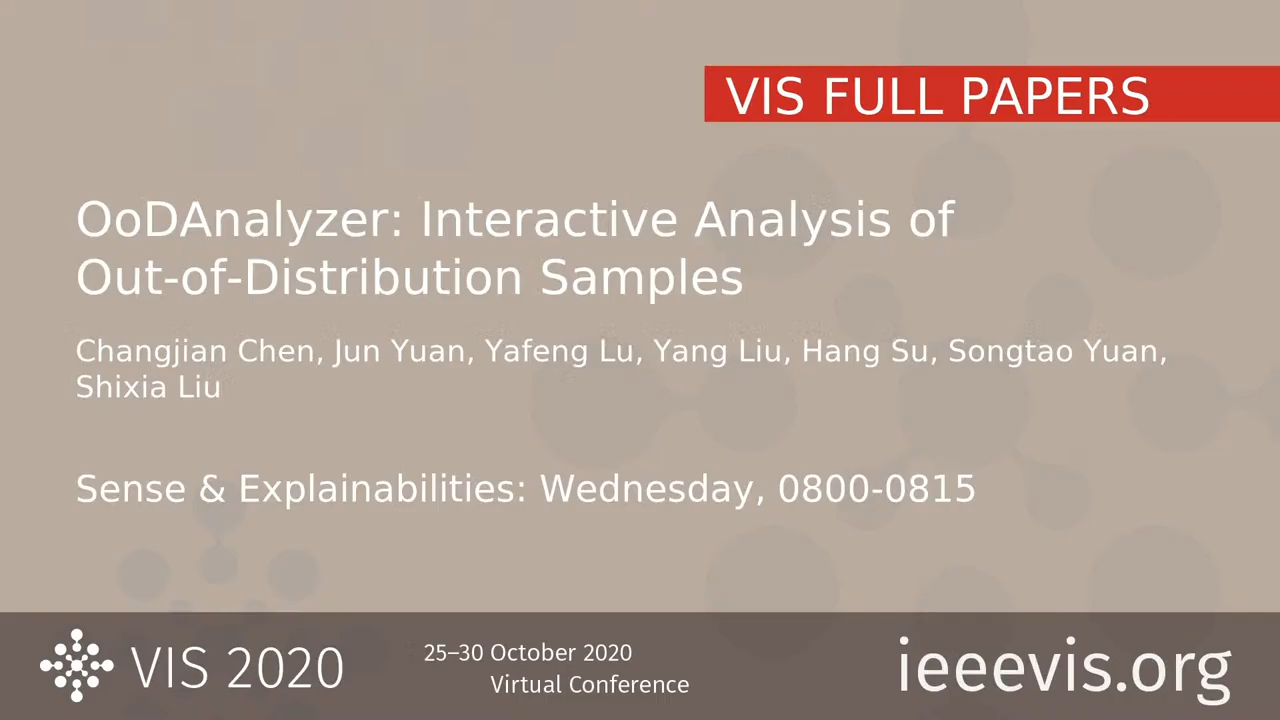 VIS FULL PAPERS
OoDAnalyzer: Interactive Analysis of
Out-of-Distribution Samples
Changjian Chen, Jun Yuan, Yafeng Lu, Yang Liu, Hang Su, Songtao Yuan,
Shixia Liu
Sense & Explainabilities: Wednesday, 0800-0815
VIS 2020
25–30 October 2020
Virtual Conference
ieeevis.org